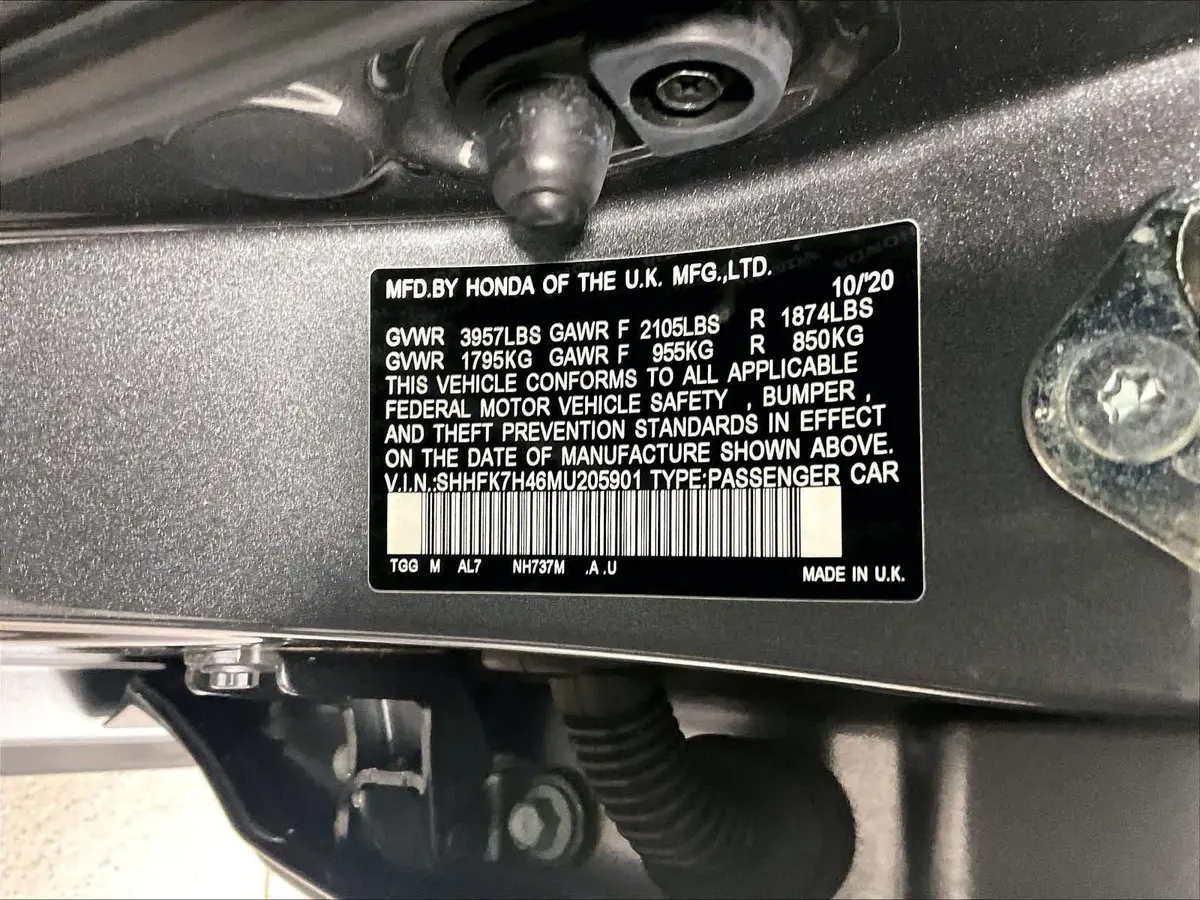 MFD.BY HONDA OF THE U.K. MFG.,LTD.
10/'20
GVWR 3957LBS GAWR F 2105LBS R 1874LBS
GVWR 1795KG GAWR F 955KG R 850KG
THIS VEHICLE CONFORMS TO ALL APPLICABLE
FEDERAL MOTOR VEHICLE SAFETY , BUMPER ,
AND THEFT PREVENTION STANDARDS IN EFFECT
ON THE DATE OF MANUFACTURE SHOWN ABOVE.
V.I.N.:SHHFK7H46MU205901 TYPE:PASSENGER CAR
TGG M AL7 NH737M .A .U
MADE IN U.K.